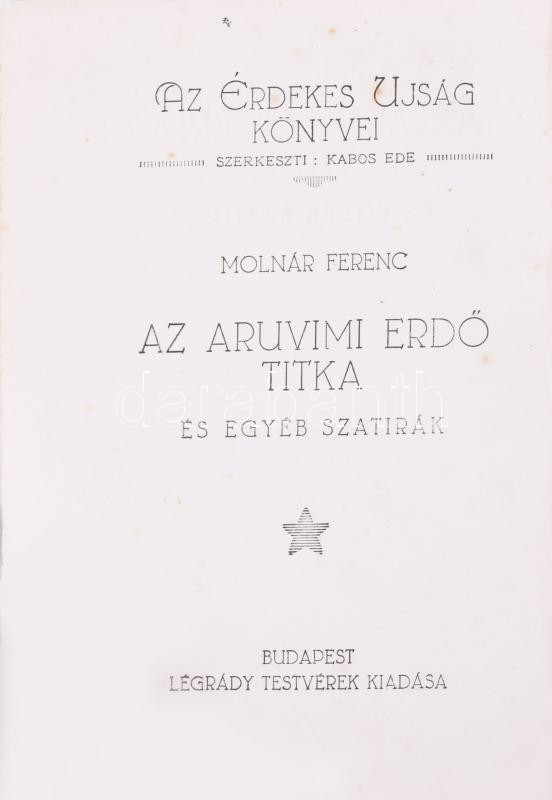 AZ ÉRDEKES UJSÁG
KÖNYVEI
SZERKESZTI : KABOS EDE
MOLNÁR FERENC
AZ ARUVIMI ERDŐ
TITKA
darabanth
ÉS EGYÉB SZATIRÁK
BUDAPEST
LÉGRÁDY TESTVÉREK KIADÁSA